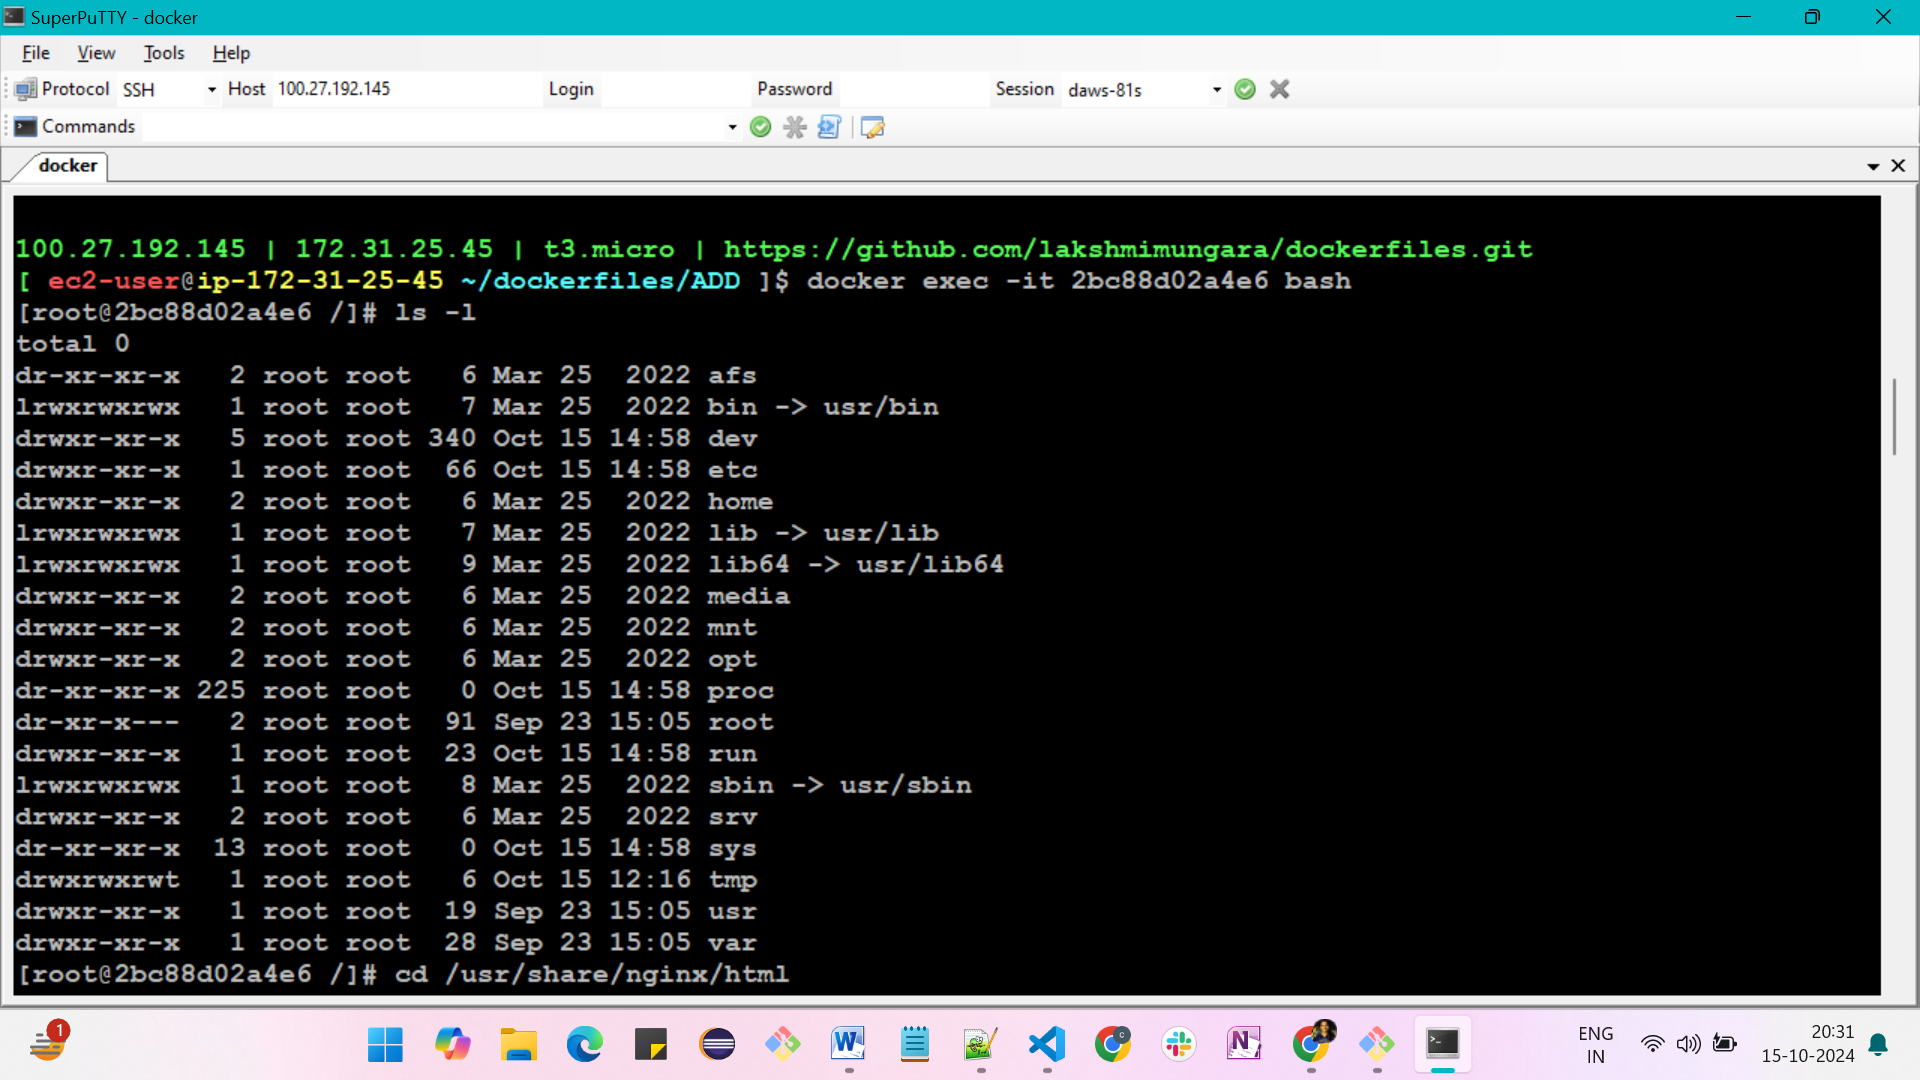 SuperPuTTY - docker
File View Tools Help
Protocol SSH Host 100.27.192.145 Login Password Session daws-81s
Commands
docker
100.27.192.145 | 172.31.25.45 | t3.micro | https://github.com/lakshmimungara/dockerfiles.git
[ ec2-user@ip-172-31-25-45 ~/dockerfiles/ADD ]$ docker exec -it 2bc88d02a4e6 bash
[root@2bc88d02a4e6 /]# ls -l
total 0
dr-xr-xr-x   2 root root   6 Mar 25  2022 afs
lrwxrwxrwx   1 root root   7 Mar 25  2022 bin -> usr/bin
drwxr-xr-x   5 root root 340 Oct 15 14:58 dev
drwxr-xr-x   1 root root  66 Oct 15 14:58 etc
drwxr-xr-x   2 root root   6 Mar 25  2022 home
lrwxrwxrwx   1 root root   7 Mar 25  2022 lib -> usr/lib
lrwxrwxrwx   1 root root   9 Mar 25  2022 lib64 -> usr/lib64
drwxr-xr-x   2 root root   6 Mar 25  2022 media
drwxr-xr-x   2 root root   6 Mar 25  2022 mnt
drwxr-xr-x   2 root root   6 Mar 25  2022 opt
dr-xr-xr-x 225 root root   0 Oct 15 14:58 proc
dr-xr-x---   2 root root  91 Sep 23 15:05 root
drwxr-xr-x   1 root root  23 Oct 15 14:58 run
lrwxrwxrwx   1 root root   8 Mar 25  2022 sbin -> usr/sbin
drwxr-xr-x   2 root root   6 Mar 25  2022 srv
dr-xr-xr-x  13 root root   0 Oct 15 14:58 sys
drwxrwxrwt   1 root root   6 Oct 15 12:16 tmp
drwxr-xr-x   1 root root  19 Sep 23 15:05 usr
drwxr-xr-x   1 root root  28 Sep 23 15:05 var
[root@2bc88d02a4e6 /]# cd /usr/share/nginx/html
1
W
N
C
ENG
IN
20:31
15-10-2024